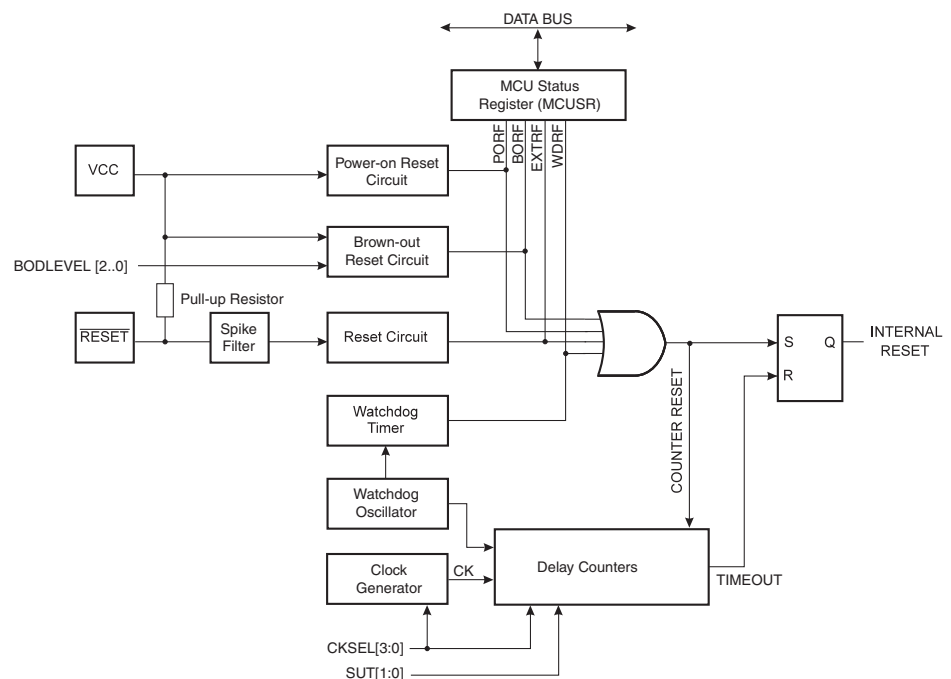 DATA BUS
MCU Status
Register (MCUSR)
PORF
BORF
EXTRF
WDRF
VCC
Power-on Reset
Circuit
Brown-out
Reset Circuit
BODLEVEL [2..0]
Pull-up Resistor
RESET
Spike
Filter
Reset Circuit
S
Q
R
INTERNAL
RESET
COUNTER RESET
Watchdog
Timer
Watchdog
Oscillator
Clock
Generator
CK
Delay Counters
TIMEOUT
CKSEL[3:0]
SUT[1:0]